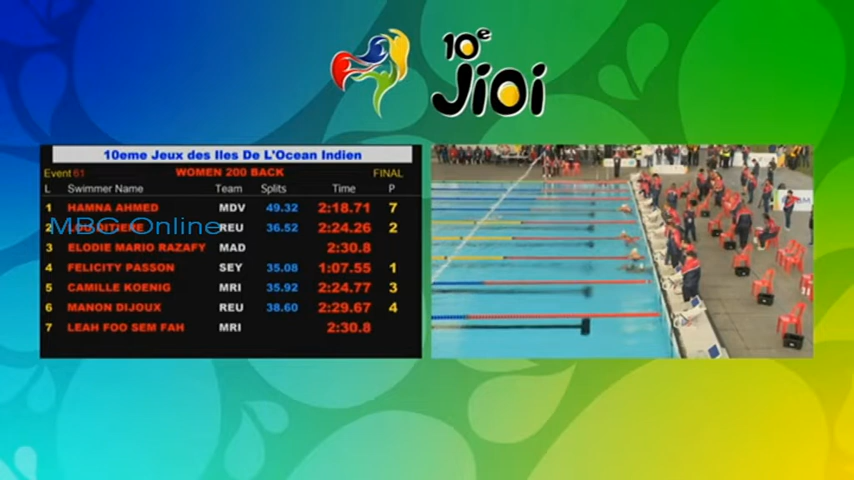 10e
Jioi
10eme Jeux des Iles De L'Ocean Indien
Event 61 WOMEN 200 BACK FINAL
L Swimmer Name Team Splits Time P
1 HAMNA AHMED MDV 49.32 2:18.71 7
MBC Online
2 REU 36.52 2:24.26 2
3 ELODIE MARIO RAZAFY MAD 2:30.8
4 FELICITY PASSON SEY 35.08 1:07.55 1
5 CAMILLE KOENIG MRI 35.92 2:24.77 3
6 MANON DIJOUX REU 38.60 2:29.67 4
7 LEAH FOO SEM FAH MRI 2:30.8